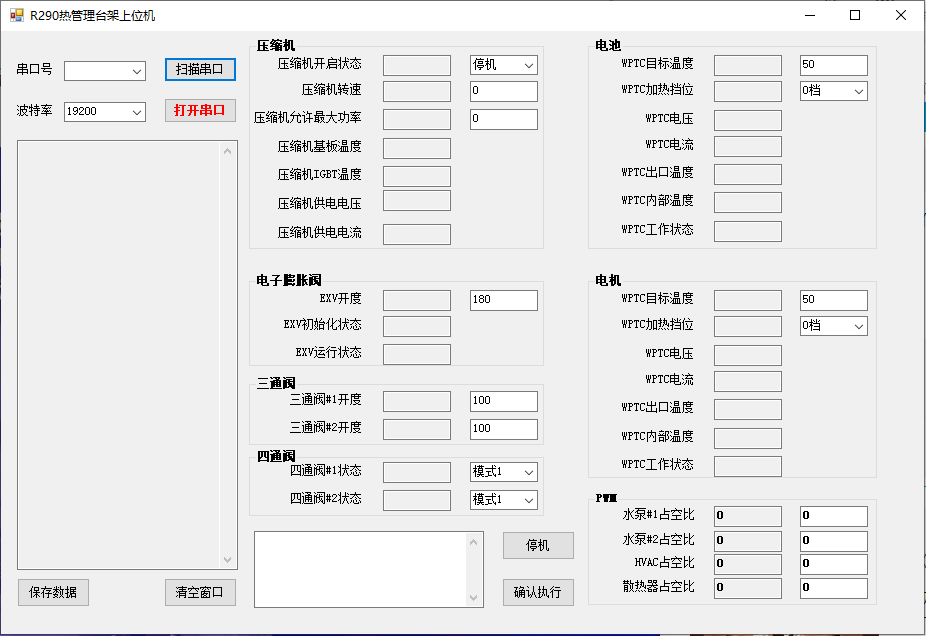 R290热管理台架上位机
串口号
扫描串口
波特率
19200
打开串口
保存数据
清空窗口
压缩机
压缩机开启状态
停机
压缩机转速
0
压缩机允许最大功率
0
压缩机基板温度
压缩机IGBT温度
压缩机供电电压
压缩机供电电流
电子膨胀阀
EXV开度
180
EXV初始化状态
EXV运行状态
三通阀
三通阀#1开度
100
三通阀#2开度
100
四通阀
四通阀#1状态
模式1
四通阀#2状态
模式1
停机
确认执行
电池
WPTC目标温度
50
WPTC加热挡位
0档
WPTC电压
WPTC电流
WPTC出口温度
WPTC内部温度
WPTC工作状态
电机
WPTC目标温度
50
WPTC加热挡位
0档
WPTC电压
WPTC电流
WPTC出口温度
WPTC内部温度
WPTC工作状态
PWM
水泵#1占空比
0
0
水泵#2占空比
0
0
HVAC占空比
0
0
散热器占空比
0
0